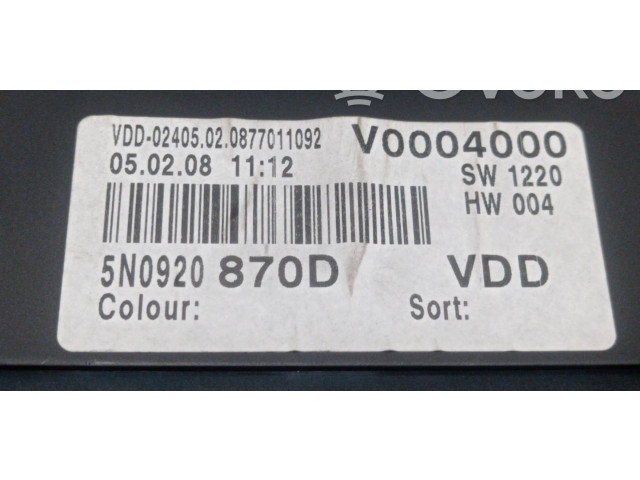 VDD-02405.02.0877011092 V0004000
05.02.08 11:12 SW 1220
HW 004
5N0920 870D VDD
Colour: Sort: